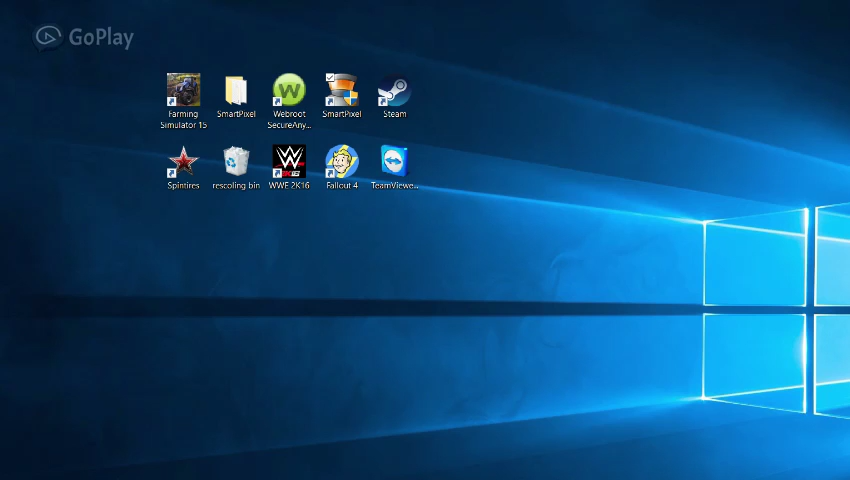 GoPlay
Farming
Simulator 15
SmartPixel
Webroot
SecureAny...
SmartPixel
Steam
Spintires
rescoling bin
WWE 2K16
Fallout 4
TeamViewe...